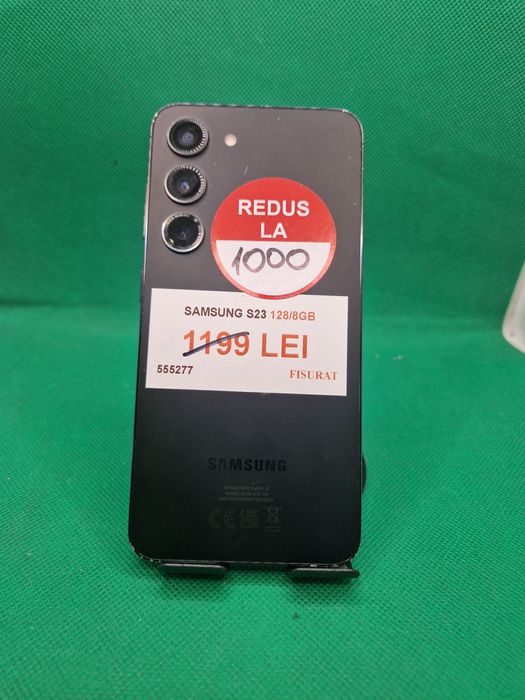 REDUS
LA
1000
SAMSUNG S23 128/8GB
1199 LEI
555277
FISURAT
SAMSUNG